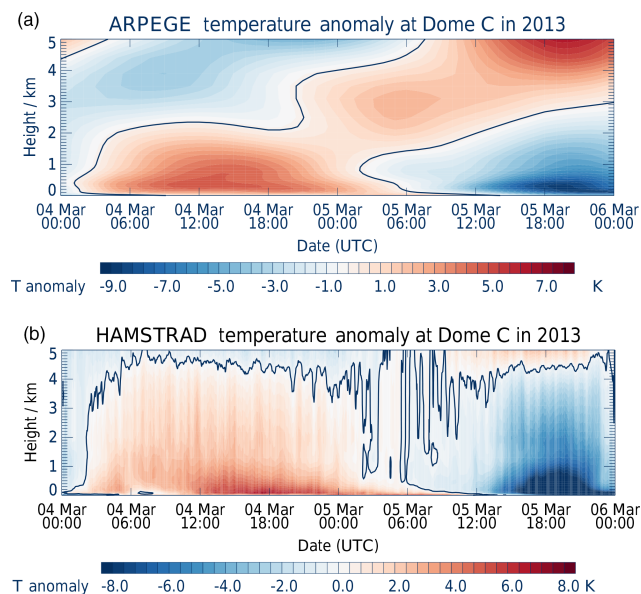 (a)
ARPEGE temperature anomaly at Dome C in 2013
5
4
3
2
1
0
Height / km
04 Mar 04 Mar 04 Mar 04 Mar 05 Mar 05 Mar 05 Mar 05 Mar 06 Mar
00:00 06:00 12:00 18:00 00:00 06:00 12:00 18:00 00:00
Date (UTC)
T anomaly -9.0 -7.0 -5.0 -3.0 -1.0 1.0 3.0 5.0 7.0 K
(b)
HAMSTRAD temperature anomaly at Dome C in 2013
5
4
3
2
1
0
Height / km
04 Mar 04 Mar 04 Mar 04 Mar 05 Mar 05 Mar 05 Mar 05 Mar 06 Mar
00:00 06:00 12:00 18:00 00:00 06:00 12:00 18:00 00:00
Date (UTC)
T anomaly -8.0 -6.0 -4.0 -2.0 0.0 2.0 4.0 6.0 8.0 K